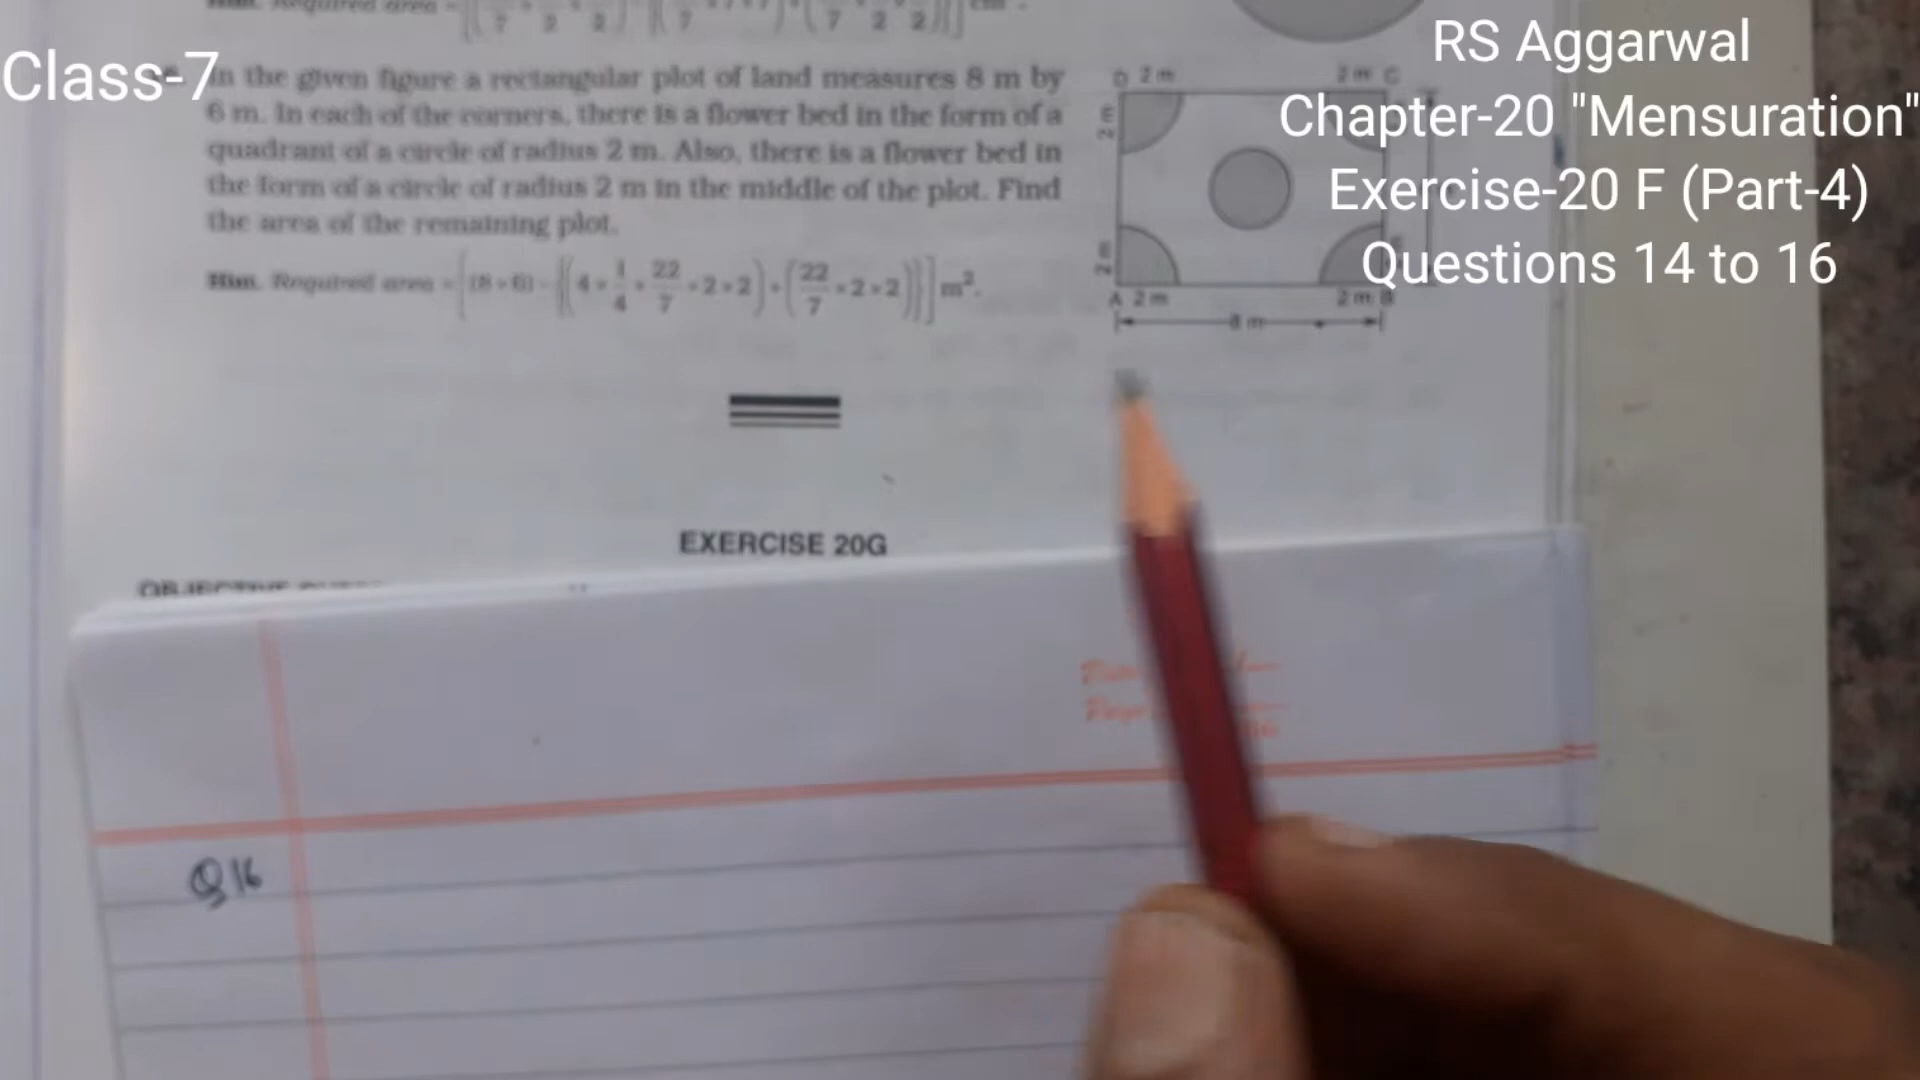 Class-7
RS Aggarwal
Chapter-20 "Mensuration"
Exercise-20 F (Part-4)
Questions 14 to 16
Hint. Required area =
In the given figure a rectangular plot of land measures 8 m by
6 m. In each of the corners, there is a flower bed in the form of a
quadrant of a circle of radius 2 m. Also, there is a flower bed in
the form of a circle of radius 2 m in the middle of the plot. Find
the area of the remaining plot.
Hint. Required area = [(8 × 6) - {(4 × 1/4 × 22/7 × 2 × 2) + (22/7 × 2 × 2)}] m².
D 2 m 2 m C
2 m
2 m
A 2 m 2 m B
8 m
EXERCISE 20G
OBJECTIVE
Q16